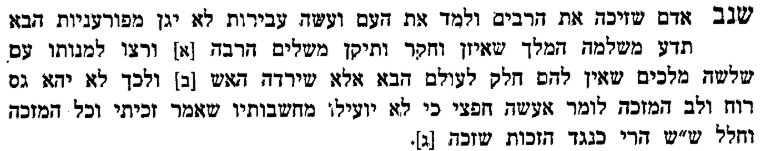 שנב אדם שזיכה את הרבים ולמד את העם ועשה עבירות לא יגן מפורעניות הבא
תדע משלמה המלך שאיזן וחקר ותיקן משלים הרבה [א] ורצו למנותו עם
שלשה מלכים שאין להם חלק לעולם הבא אלא שירדה האש [ב] ולכך לא יהא גס
רוח ולב המזכה לומר אעשה חפצי כי לא יועילו מחשבותיו שאמר זכיתי וכל המזכה
וחלל ש״ש הרי כנגד הזכות שזכה [ג].